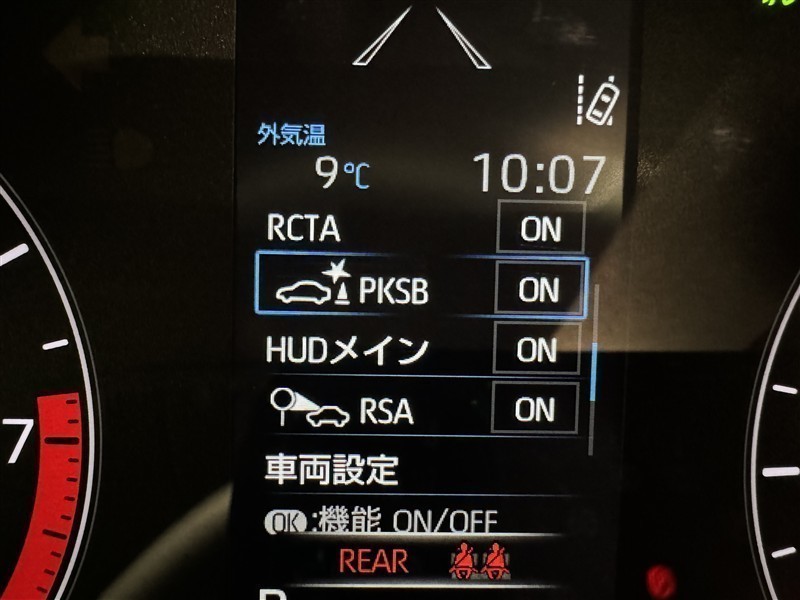 外気温
9℃ 10:07
RCTA ON
PKSB ON
HUDメイン ON
RSA ON
車両設定
OK:機能 ON/OFF
REAR
7